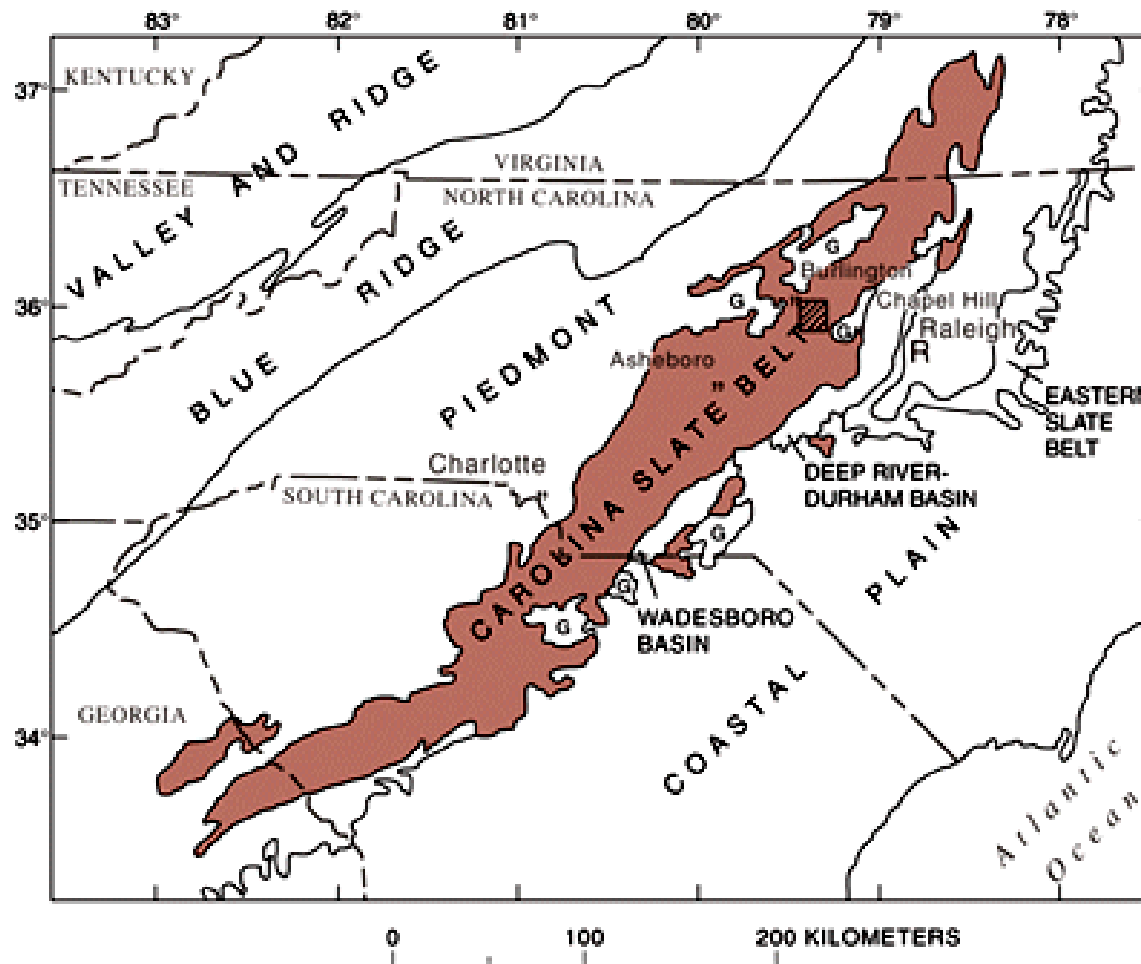 83° 82° 81° 80° 79° 78°
37°
KENTUCKY
VALLEY AND RIDGE
VIRGINIA
TENNESSEE
NORTH CAROLINA
BLUE RIDGE
G
Burlington
36°
G
Chapel Hill
G
Raleigh
R
PIEDMONT
Asheboro
"
EASTERN
SLATE
BELT
CAROLINA SLATE BELT
Charlotte
DEEP RIVER-
DURHAM BASIN
SOUTH CAROLINA
35°
G
PLAIN
G
WADESBORO
BASIN
G
COASTAL
GEORGIA
34°
Atlantic
Ocean
0 100 200 KILOMETERS